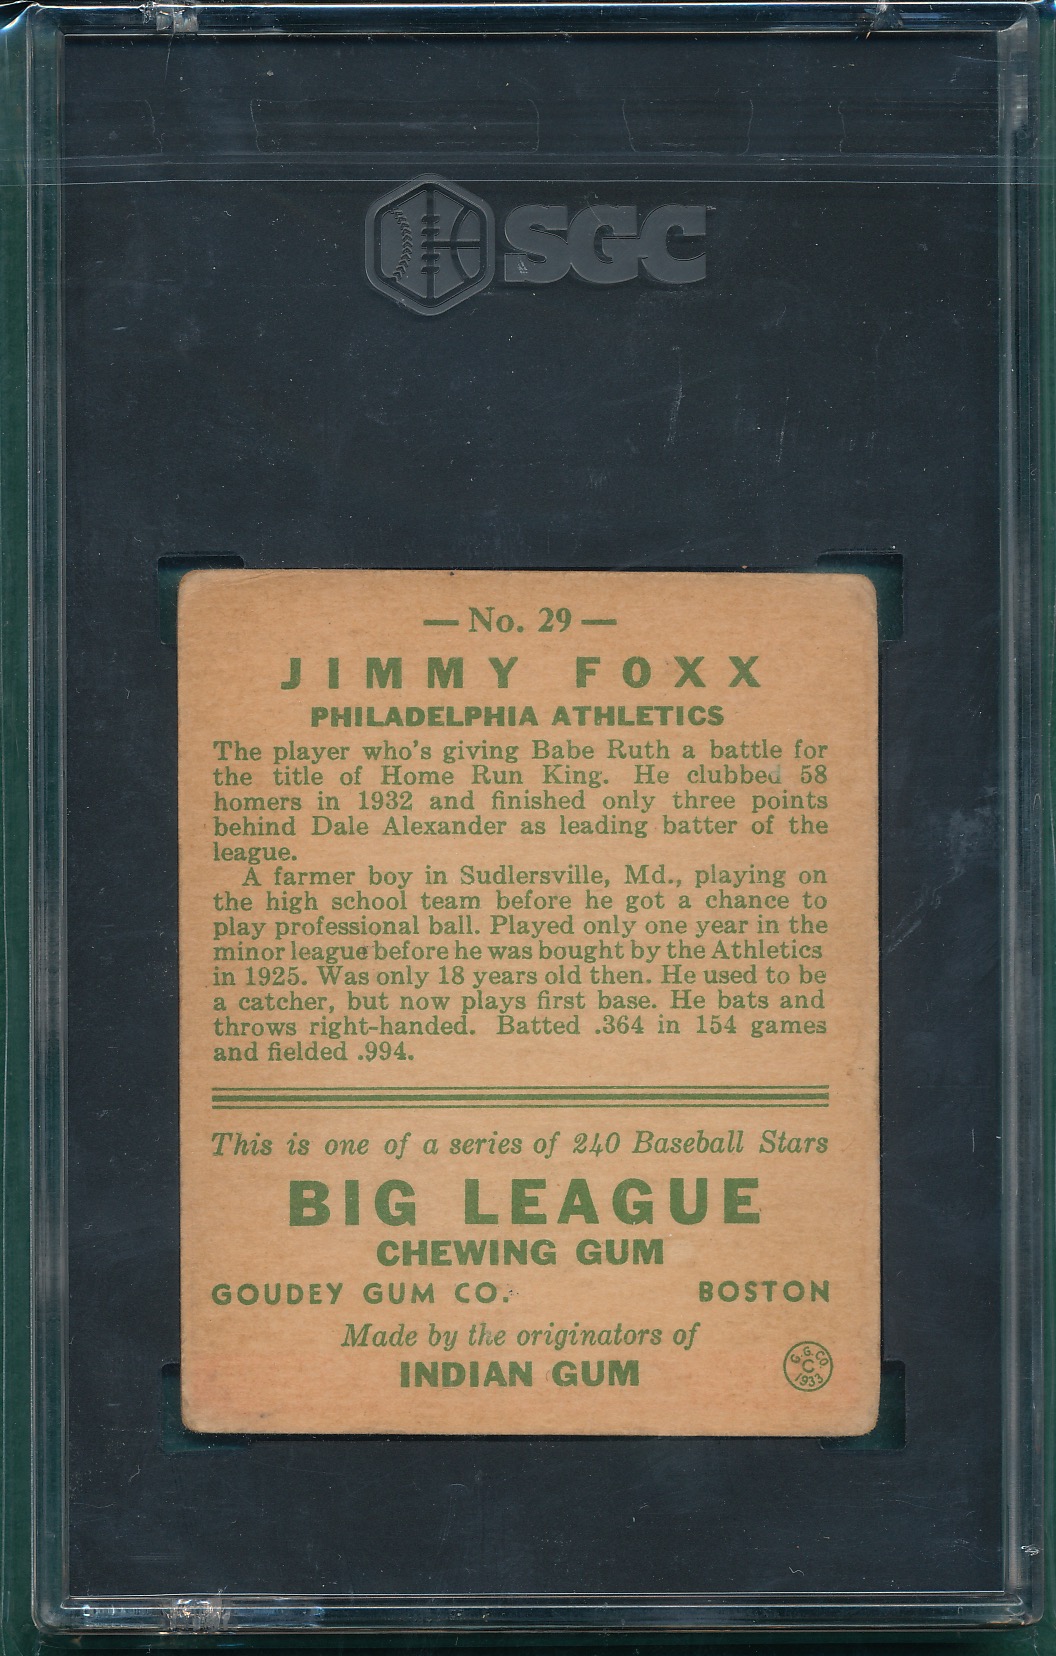 SGC
— No. 29 —
JIMMY FOXX
PHILADELPHIA ATHLETICS
The player who's giving Babe Ruth a battle for
the title of Home Run King. He clubbed 58
homers in 1932 and finished only three points
behind Dale Alexander as leading batter of the
league.
A farmer boy in Sudlersville, Md., playing on
the high school team before he got a chance to
play professional ball. Played only one year in the
minor league before he was bought by the Athletics
in 1925. Was only 18 years old then. He used to be
a catcher, but now plays first base. He bats and
throws right-handed. Batted .364 in 154 games
and fielded .994.
This is one of a series of 240 Baseball Stars
BIG LEAGUE
CHEWING GUM
GOUDEY GUM CO. BOSTON
Made by the originators of
INDIAN GUM
G. G. CO.
C
1933